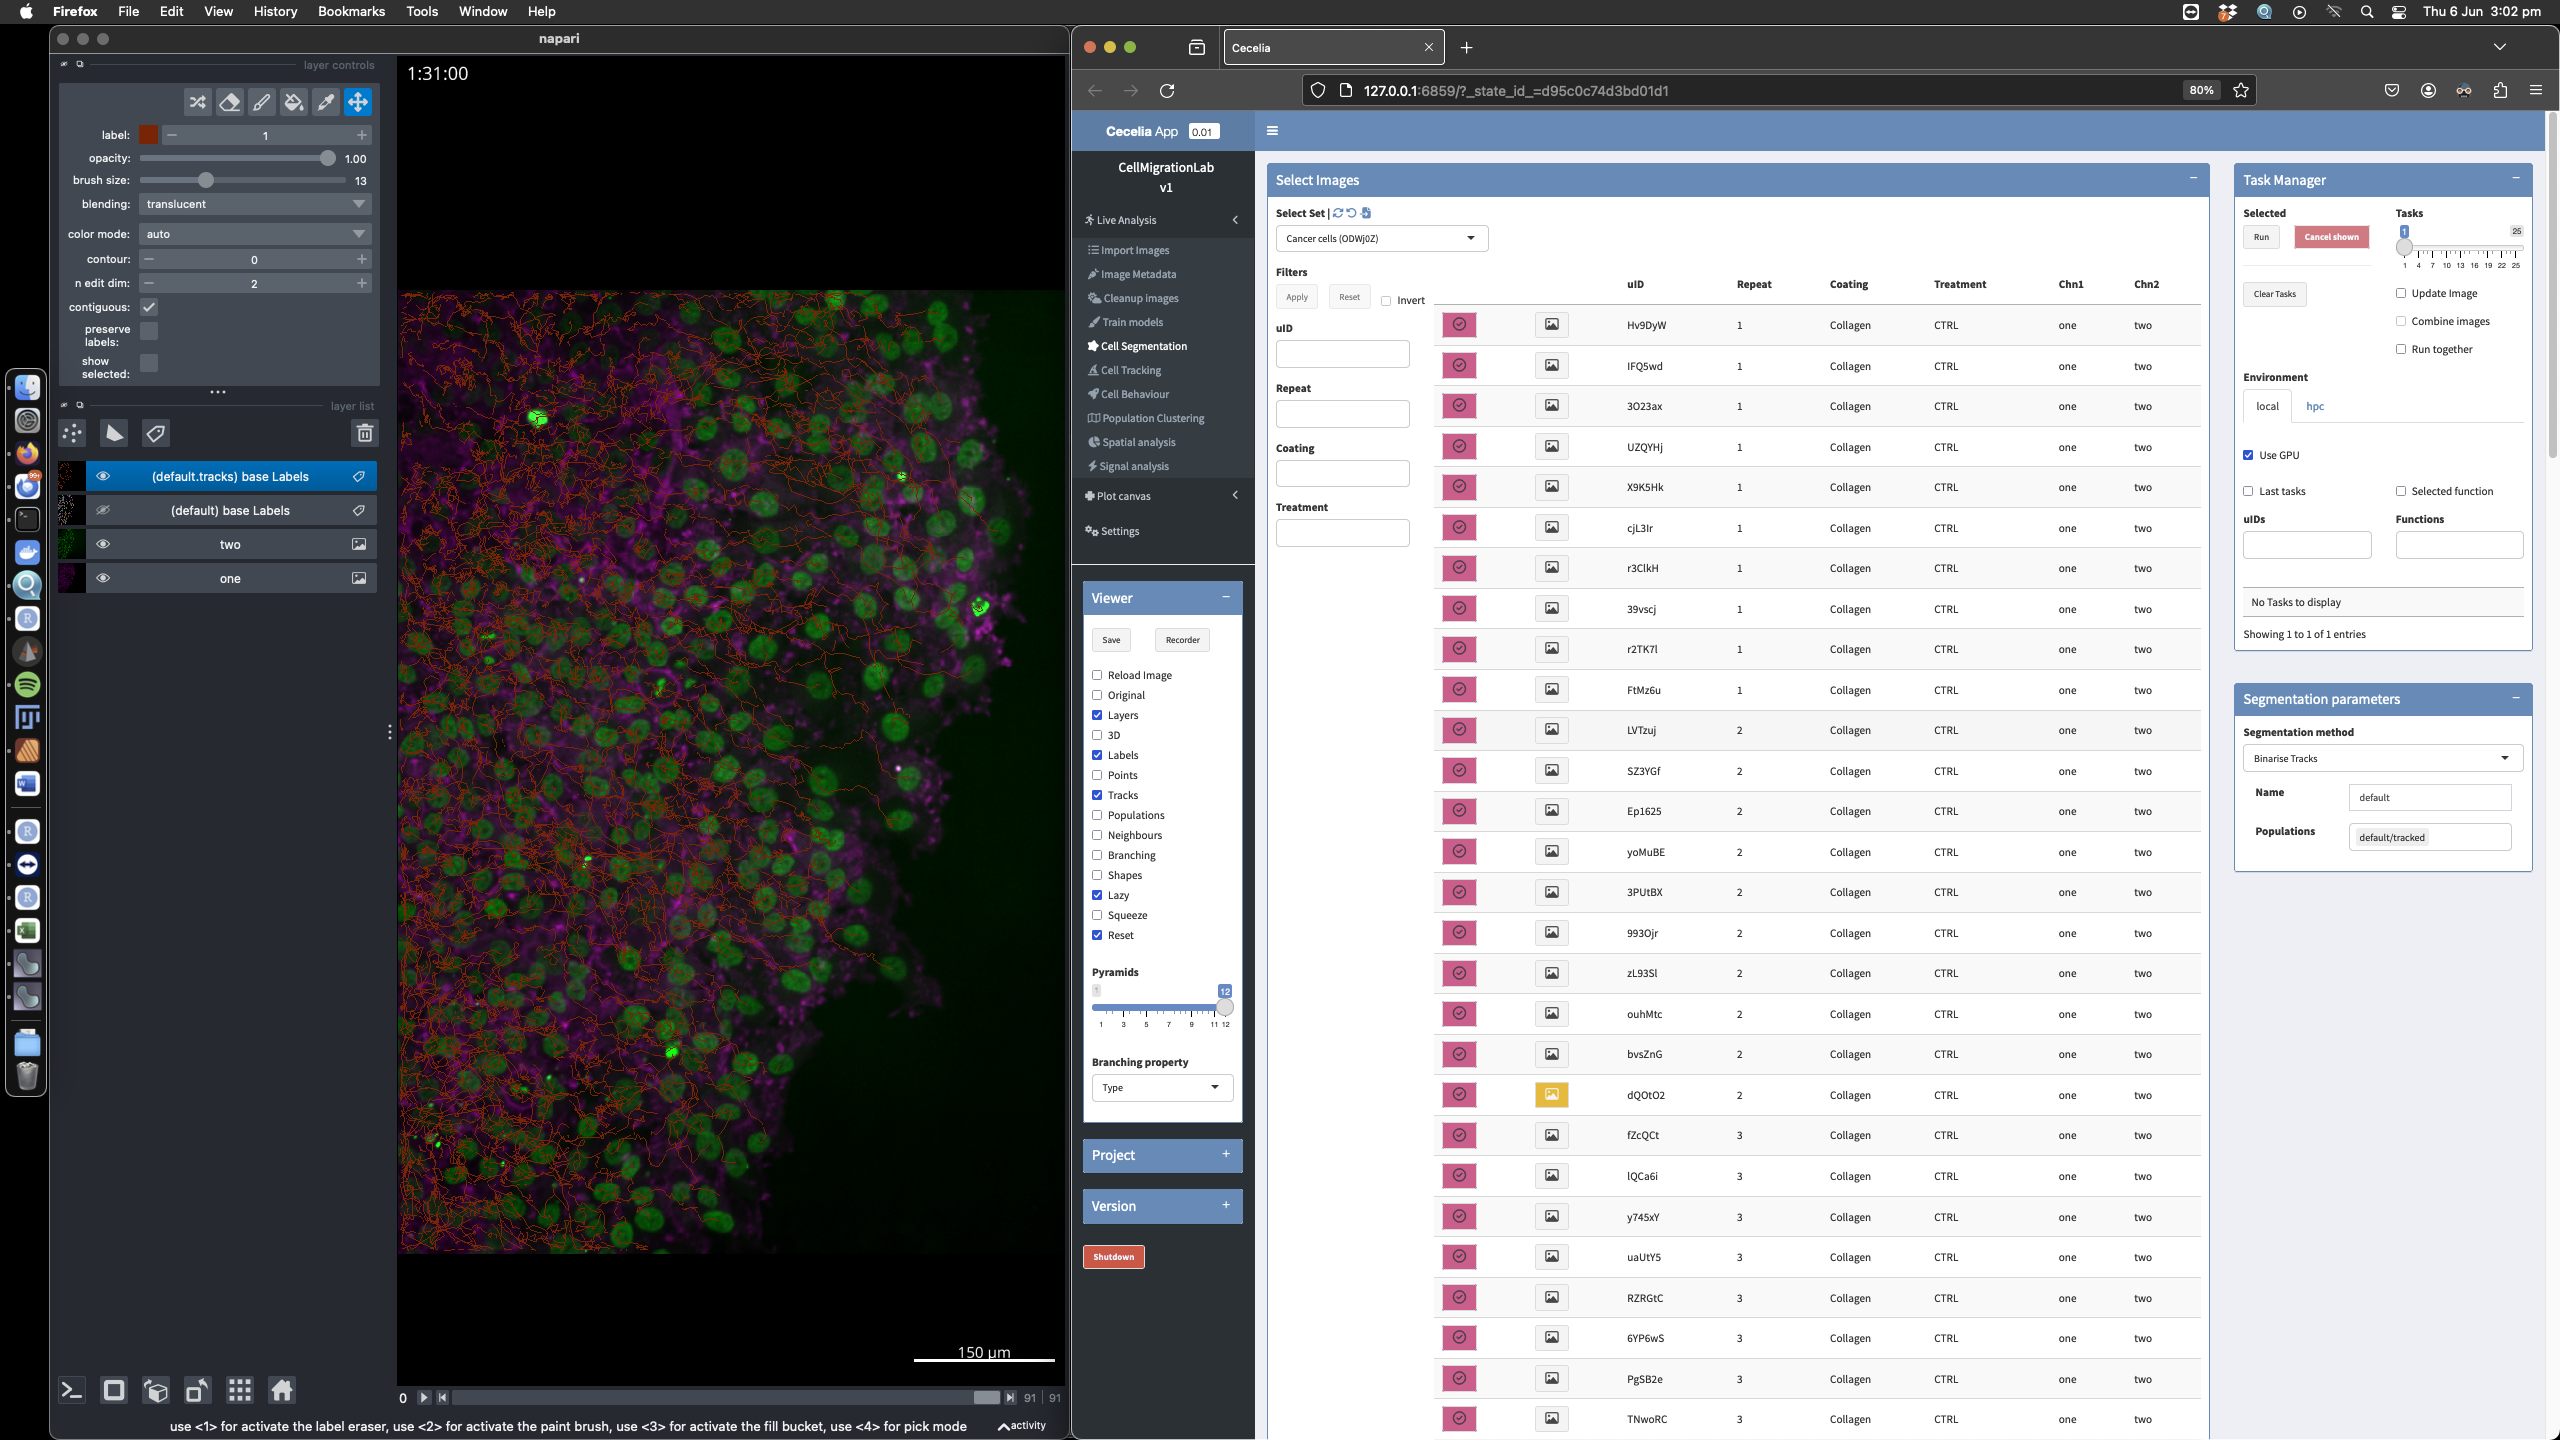 Firefox File Edit View History Bookmarks Tools Window Help
Thu 6 Jun 3:02 pm
napari
layer controls
label: 1
opacity: 1.00
brush size: 13
blending: translucent
color mode: auto
contour: 0
n edit dim: 2
contiguous:
preserve labels:
show selected:
layer list
(default.tracks) base Labels
(default) base Labels
two
one
1:31:00
150 µm
0 91 | 91
use <1> for activate the label eraser, use <2> for activate the paint brush, use <3> for activate the fill bucket, use <4> for pick mode
activity
Cecelia
127.0.0.1:6859/?_state_id_=d95c0c74d3bd01d1
80%
Cecelia App 0.01
CellMigrationLab
v1
Live Analysis
Import Images
Image Metadata
Cleanup images
Train models
Cell Segmentation
Cell Tracking
Cell Behaviour
Population Clustering
Spatial analysis
Signal analysis
Plot canvas
Settings
Viewer
Save Recorder
Reload Image
Original
Layers
3D
Labels
Points
Tracks
Populations
Neighbours
Branching
Shapes
Lazy
Squeeze
Reset
Pyramids
1 12
1 3 5 7 9 11 12
Branching property
Type
Project
Version
Shutdown
Select Images
Select Set |
Cancer cells (ODWj0Z)
Filters
Apply Reset Invert
uID
Repeat
Coating
Treatment
uID Repeat Coating Treatment Chn1 Chn2
Hv9DyW 1 Collagen CTRL one two
IFQ5wd 1 Collagen CTRL one two
3O23ax 1 Collagen CTRL one two
UZQYHj 1 Collagen CTRL one two
X9K5Hk 1 Collagen CTRL one two
cjL3Ir 1 Collagen CTRL one two
r3ClkH 1 Collagen CTRL one two
39vscj 1 Collagen CTRL one two
r2TK7l 1 Collagen CTRL one two
FtMz6u 1 Collagen CTRL one two
LVTzuj 2 Collagen CTRL one two
SZ3YGf 2 Collagen CTRL one two
Ep1625 2 Collagen CTRL one two
yoMuBE 2 Collagen CTRL one two
3PUtBX 2 Collagen CTRL one two
993Ojr 2 Collagen CTRL one two
zL93Sl 2 Collagen CTRL one two
ouhMtc 2 Collagen CTRL one two
bvsZnG 2 Collagen CTRL one two
dQOtO2 2 Collagen CTRL one two
fZcQCt 3 Collagen CTRL one two
lQCa6i 3 Collagen CTRL one two
y745xY 3 Collagen CTRL one two
uaUtY5 3 Collagen CTRL one two
RZRGtC 3 Collagen CTRL one two
6YP6wS 3 Collagen CTRL one two
PgSB2e 3 Collagen CTRL one two
TNwoRC 3 Collagen CTRL one two
Task Manager
Selected Tasks
Run Cancel shown
1 25
1 4 7 10 13 16 19 22 25
Clear Tasks
Update Image
Combine images
Run together
Environment
local hpc
Use GPU
Last tasks Selected function
uIDs Functions
No Tasks to display
Showing 1 to 1 of 1 entries
Segmentation parameters
Segmentation method
Binarise Tracks
Name default
Populations default/tracked